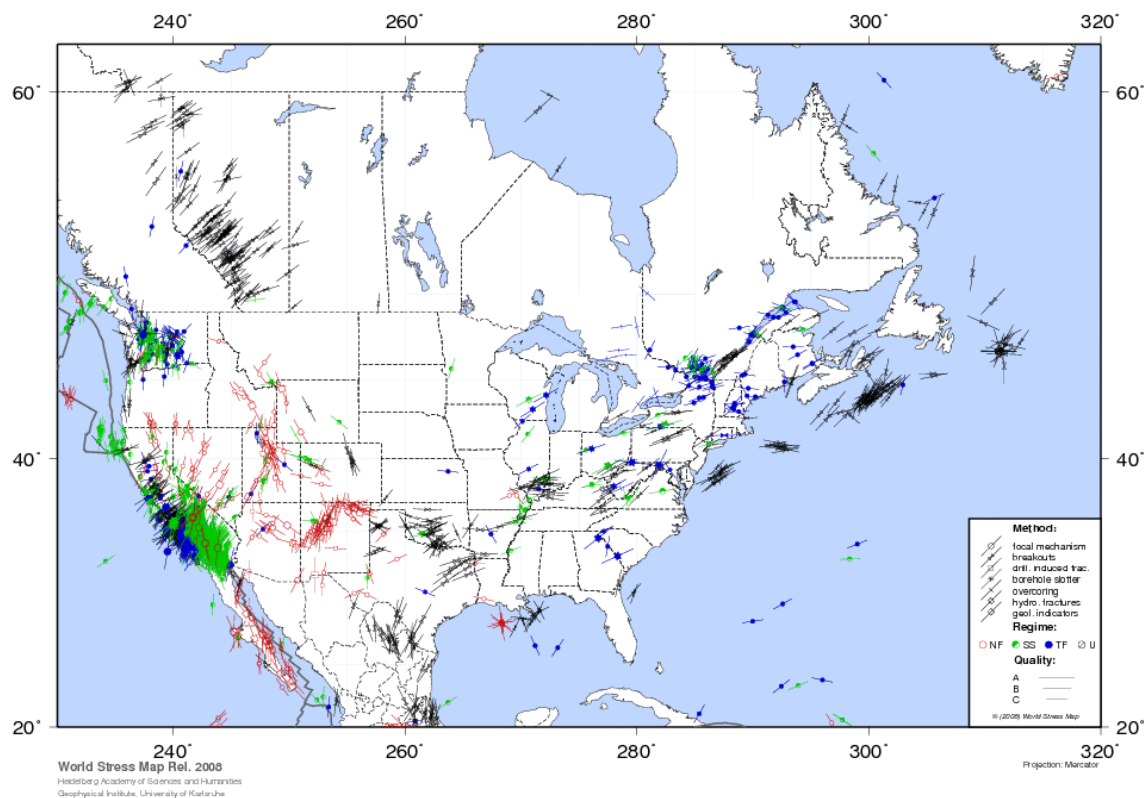 240˚ 260˚ 280˚ 300˚ 320˚
60˚ 60˚
40˚ 40˚
20˚ 20˚
240˚ 260˚ 280˚ 300˚ 320˚
Method:
focal mechanism
breakouts
drill. induced frac.
borehole slotter
overcoring
hydro. fractures
geol. indicators
Regime:
NF SS TF U
Quality:
A
B
C
© (2008) World Stress Map
World Stress Map Rel. 2008
Heidelberg Academy of Sciences and Humanities
Geophysical Institute, University of Karlsruhe
Projection: Mercator